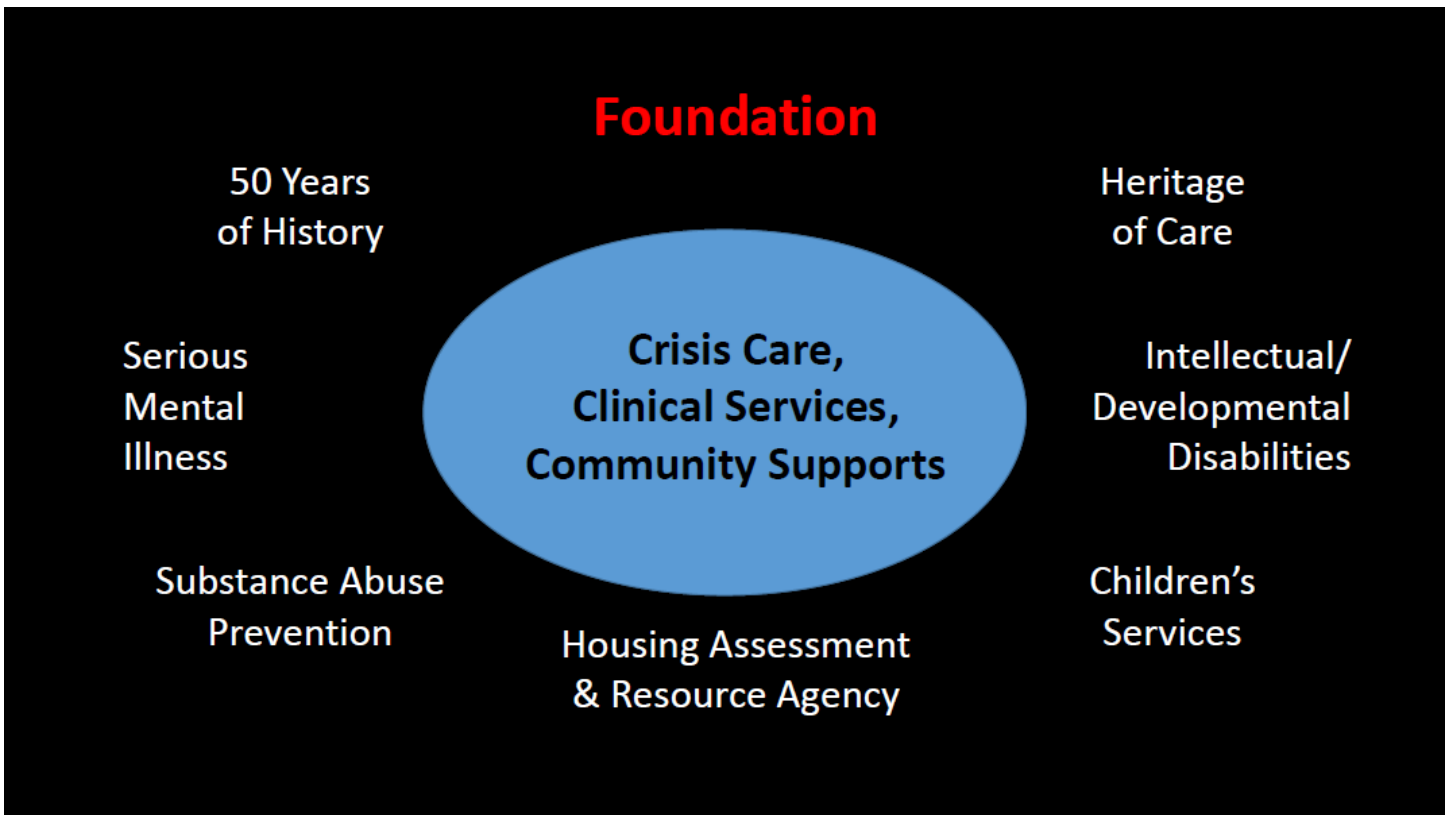 Foundation
50 Years
of History
Heritage
of Care
Serious
Mental
Illness
Crisis Care,
Clinical Services,
Community Supports
Intellectual/
Developmental
Disabilities
Substance Abuse
Prevention
Housing Assessment
& Resource Agency
Children’s
Services